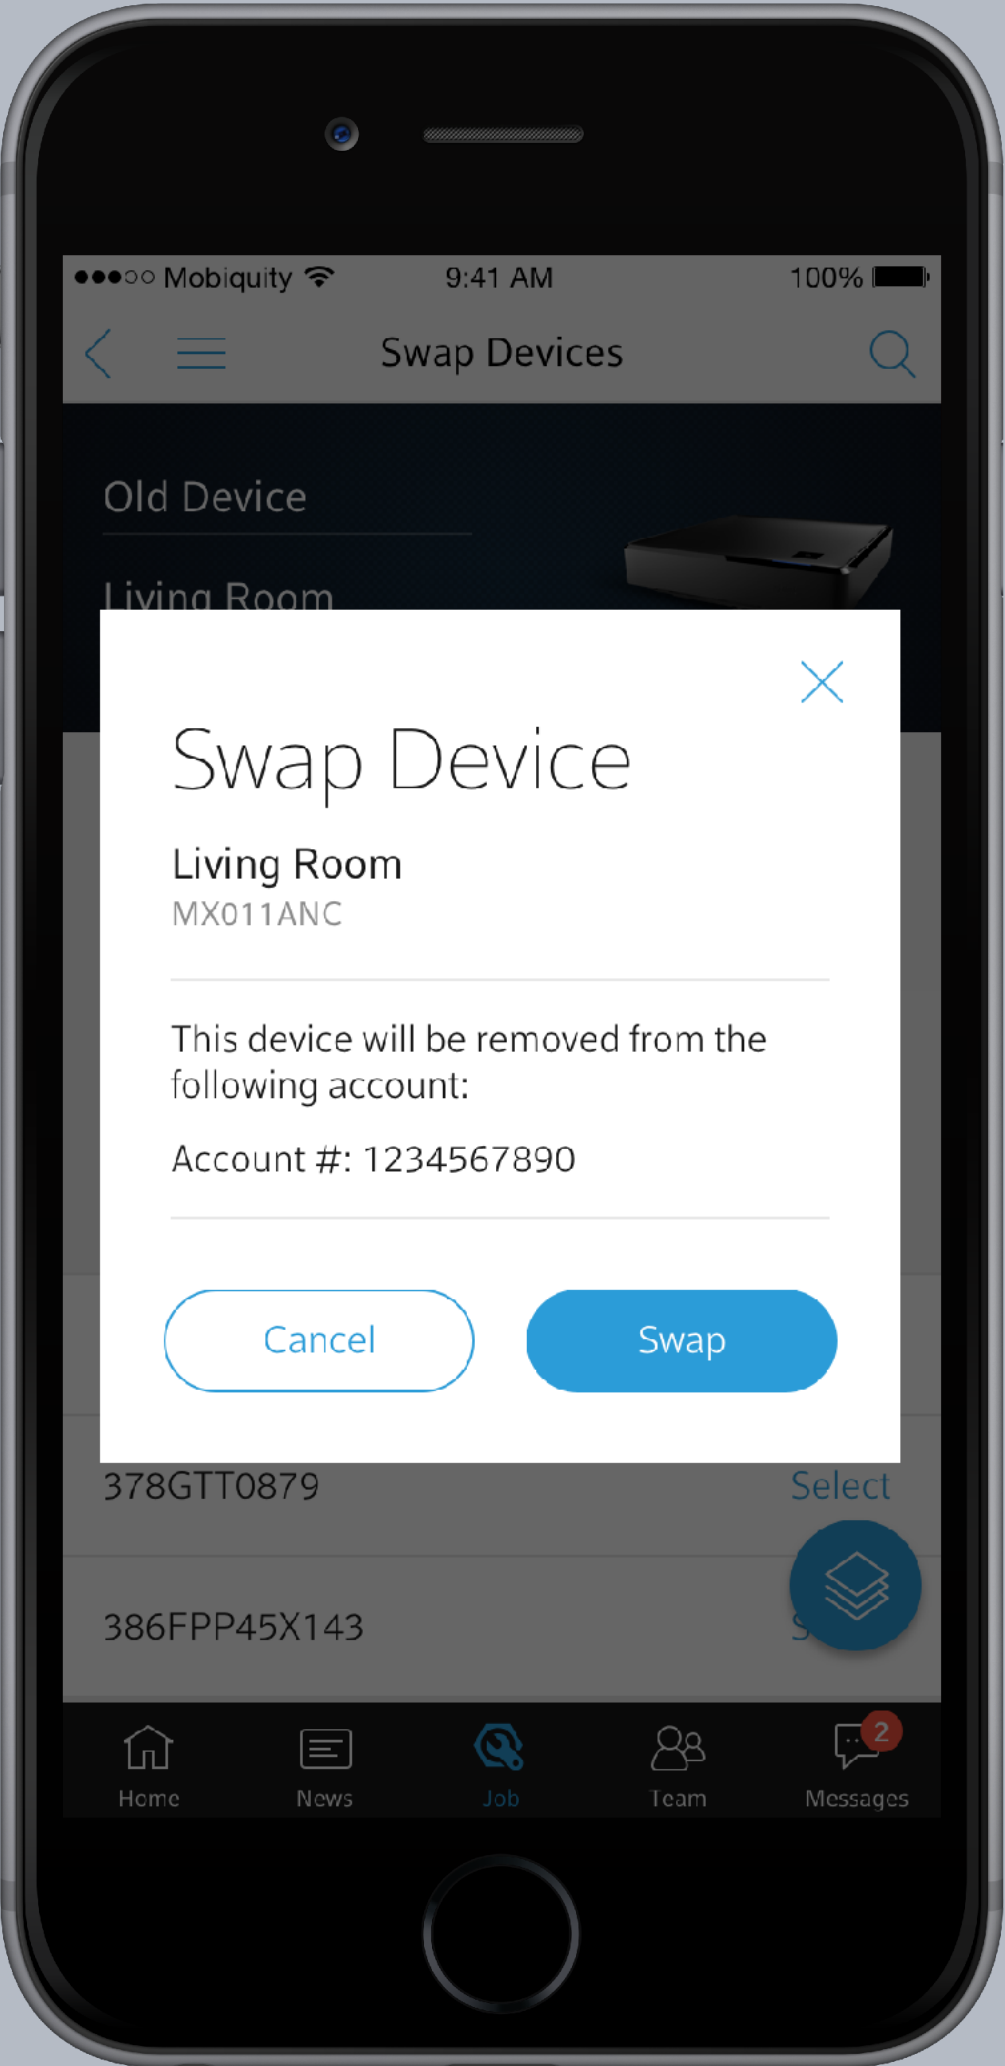 Mobiquity
9:41 AM
100%
Swap Devices
Old Device
Living Room
Swap Device
Living Room
MX011ANC
This device will be removed from the
following account:
Account #: 1234567890
Cancel
Swap
378GTT0879
Select
386FPP45X143
Home
News
Job
Team
2
Messages